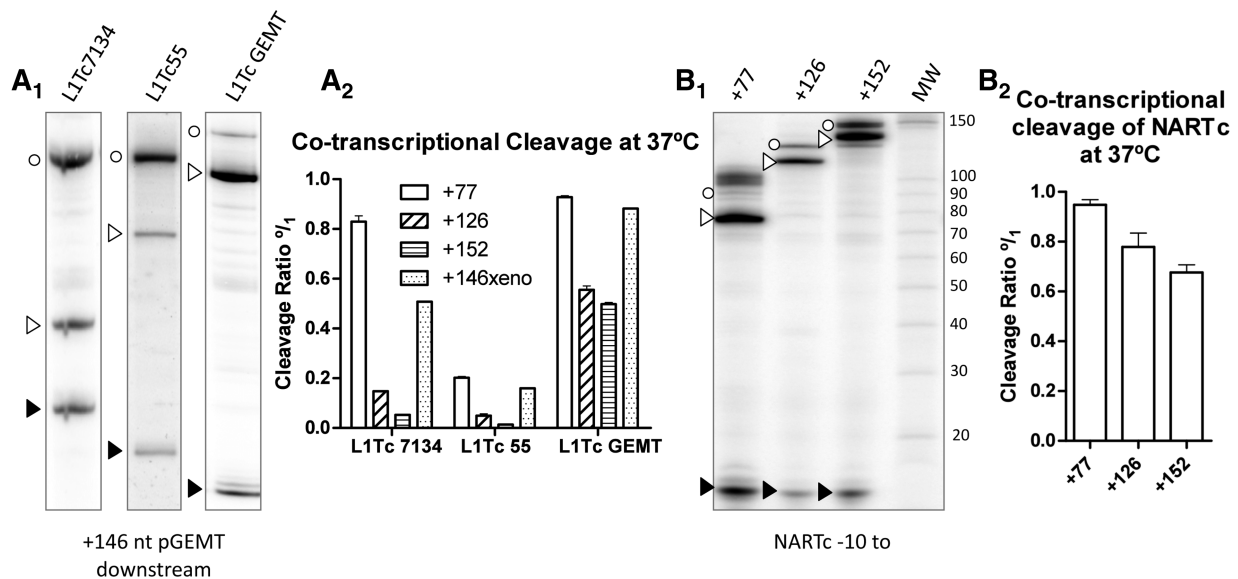 A1
L1Tc7134
L1Tc55
L1Tc GEMT
+146 nt pGEMT
downstream
A2
Co-transcriptional Cleavage at 37ºC
Cleavage Ratio º/1
1.0
0.8
0.6
0.4
0.2
0.0
+77
+126
+152
+146xeno
L1Tc 7134
L1Tc 55
L1Tc GEMT
B1
+77
+126
+152
MW
150
100
90
80
70
60
50
40
30
20
NARTc -10 to
B2
Co-transcriptional
cleavage of NARTc
at 37ºC
Cleavage Ratio º/1
1.0
0.8
0.6
0.4
0.2
0.0
+77
+126
+152